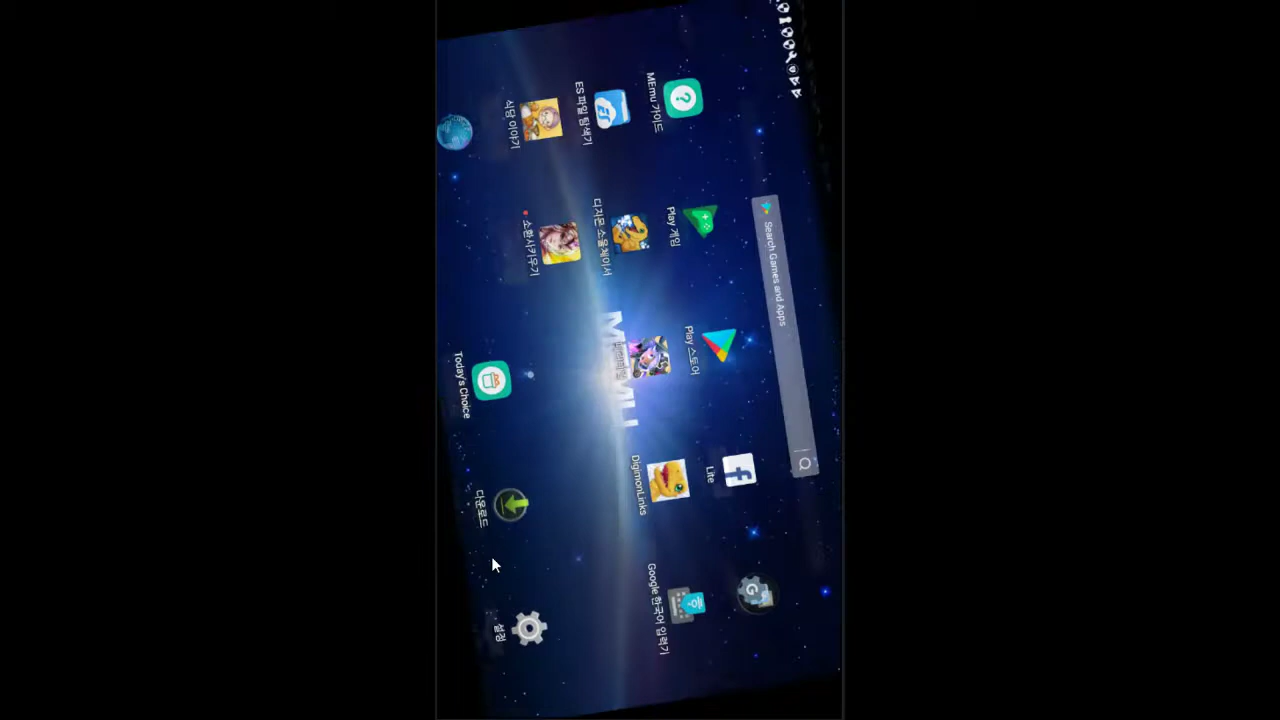 Search Games and Apps
MEmu 가이드
Play 게임
Play 스토어
Lite
ES 파일 탐색기
디지몬 소울체이서
DigimonLinks
Google 한국어 입력기
식당 이야기
소환사키우기
Today's Choice
다운로드
설정